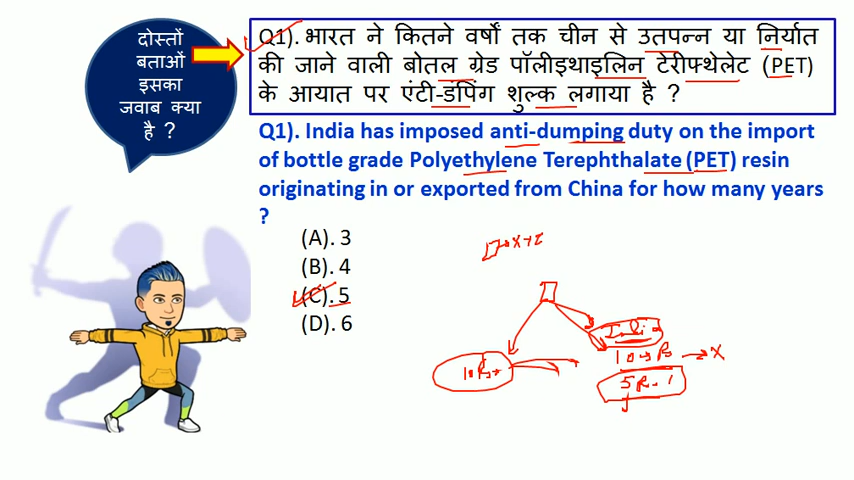 दोस्तों
बताओं
इसका
जवाब क्या
है ?
Q1). भारत ने कितने वर्षों तक चीन से उतपन्न या निर्यात
की जाने वाली बोतल ग्रेड पॉलीइथाइलिन टेरीफ्थेलेट (PET)
के आयात पर एंटी-डंपिंग शुल्क लगाया है ?
Q1). India has imposed anti-dumping duty on the import
of bottle grade Polyethylene Terephthalate (PET) resin
originating in or exported from China for how many years
?
(A). 3
(B). 4
(C). 5
(D). 6